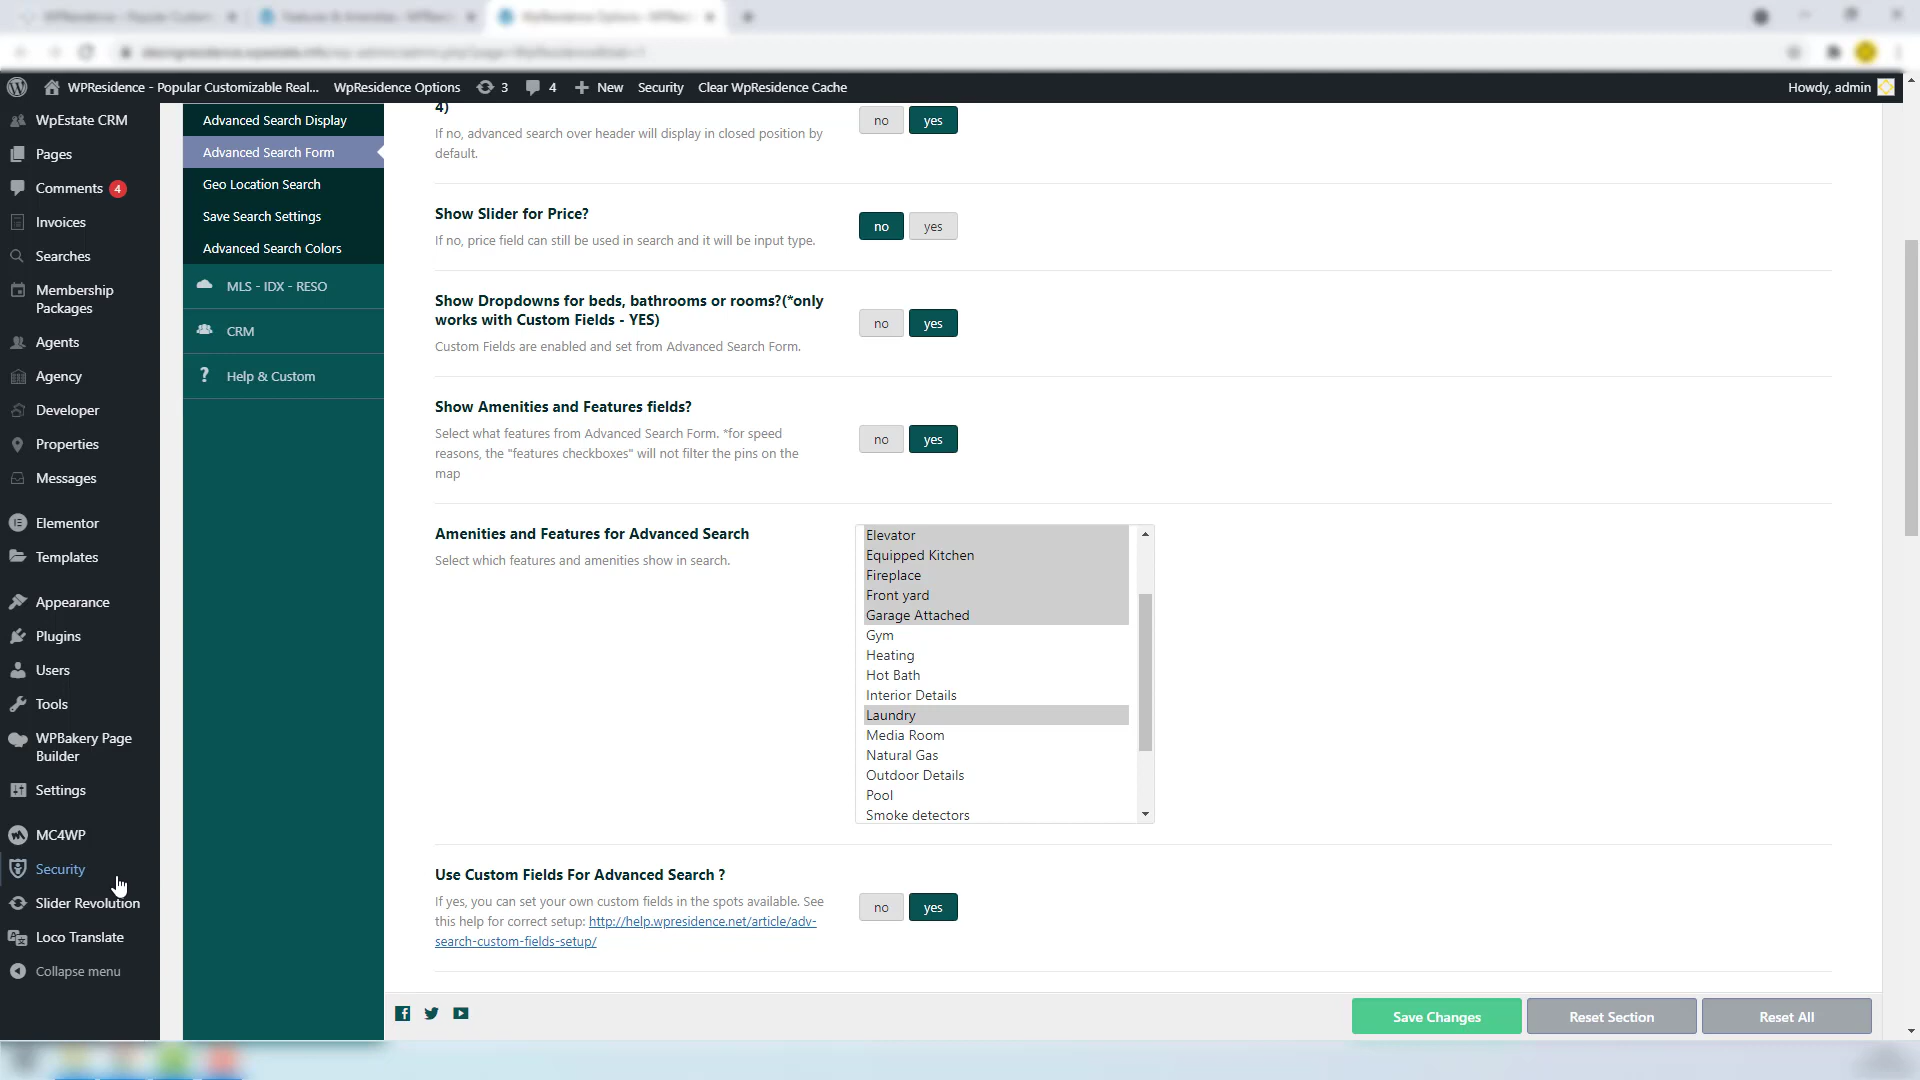 WPResidence - Popular Customizable Real...
WpResidence Options
3
4
New
Security
Clear WpResidence Cache
Howdy, admin
WpEstate CRM
Pages
Comments 4
Invoices
Searches
Membership
Packages
Agents
Agency
Developer
Properties
Messages
Elementor
Templates
Appearance
Plugins
Users
Tools
WPBakery Page
Builder
Settings
MC4WP
Security
Slider Revolution
Loco Translate
Collapse menu
Advanced Search Display
Advanced Search Form
Geo Location Search
Save Search Settings
Advanced Search Colors
MLS - IDX - RESO
CRM
Help & Custom
4)
If no, advanced search over header will display in closed position by
default.
no yes
Show Slider for Price?
If no, price field can still be used in search and it will be input type.
no yes
Show Dropdowns for beds, bathrooms or rooms?(*only
works with Custom Fields - YES)
Custom Fields are enabled and set from Advanced Search Form.
no yes
Show Amenities and Features fields?
Select what features from Advanced Search Form. *for speed
reasons, the "features checkboxes" will not filter the pins on the
map
no yes
Amenities and Features for Advanced Search
Select which features and amenities show in search.
Elevator
Equipped Kitchen
Fireplace
Front yard
Garage Attached
Gym
Heating
Hot Bath
Interior Details
Laundry
Media Room
Natural Gas
Outdoor Details
Pool
Smoke detectors
Use Custom Fields For Advanced Search ?
If yes, you can set your own custom fields in the spots available. See
this help for correct setup: http://help.wpresidence.net/article/adv-
search-custom-fields-setup/
no yes
Save Changes
Reset Section
Reset All